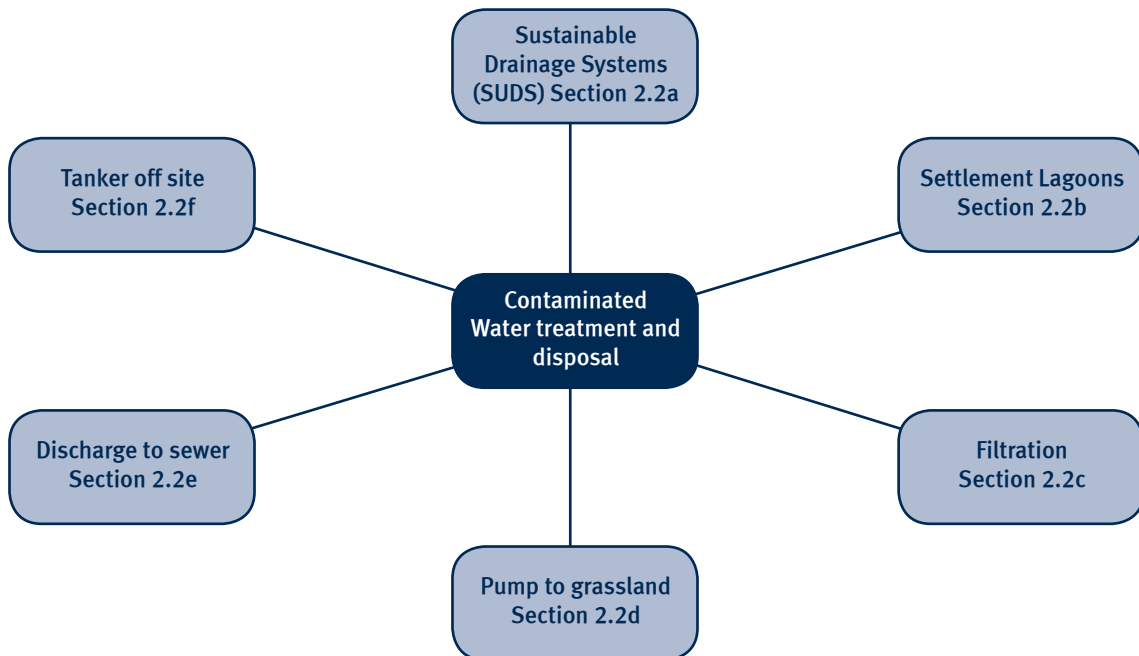 Sustainable
Drainage Systems
(SUDS) Section 2.2a
Tanker off site
Section 2.2f
Settlement Lagoons
Section 2.2b
Contaminated
Water treatment and
disposal
Discharge to sewer
Section 2.2e
Filtration
Section 2.2c
Pump to grassland
Section 2.2d